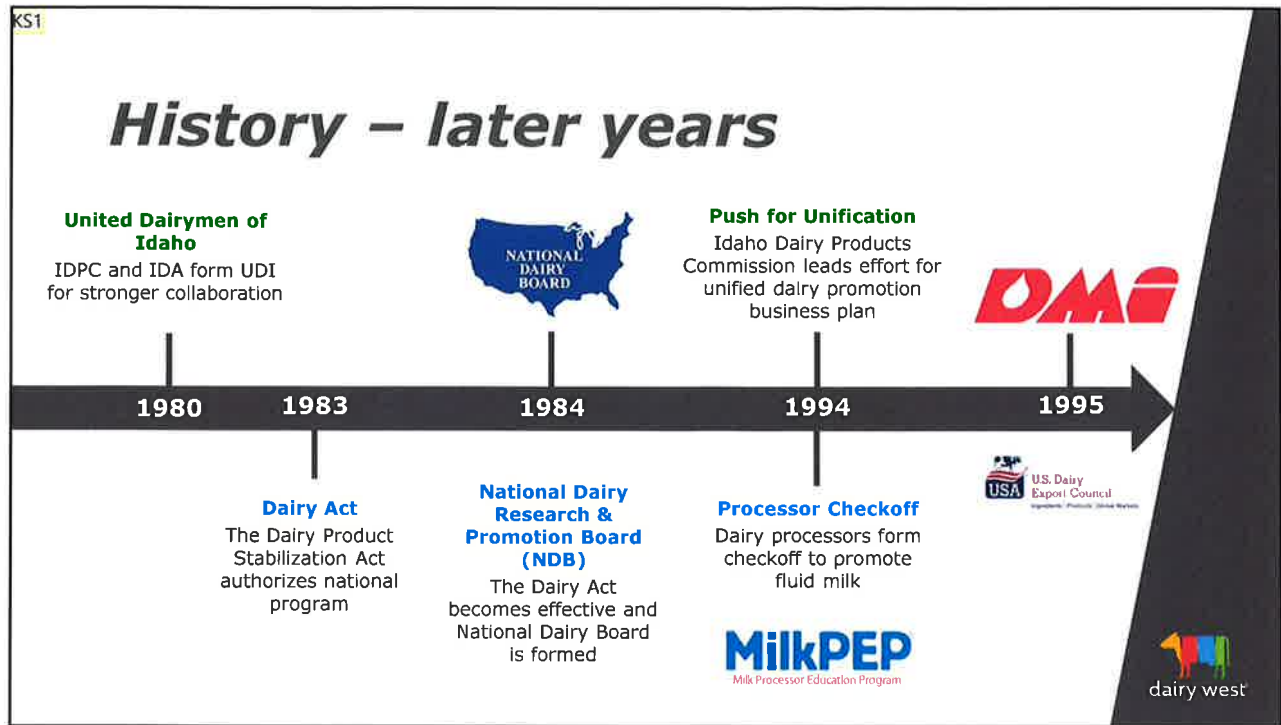 KS1
History – later years
United Dairymen of
Idaho
IDPC and IDA form UDI
for stronger collaboration
NATIONAL
DAIRY
BOARD
Push for Unification
Idaho Dairy Products
Commission leads effort for
unified dairy promotion
business plan
DMI
1980
1983
1984
1994
1995
Dairy Act
The Dairy Product
Stabilization Act
authorizes national
program
National Dairy
Research &
Promotion Board
(NDB)
The Dairy Act
becomes effective and
National Dairy Board
is formed
Processor Checkoff
Dairy processors form
checkoff to promote
fluid milk
MilkPEP
Milk Processor Education Program
USA
U.S. Dairy
Export Council
Ingredients | Products | Global Markets
dairy west